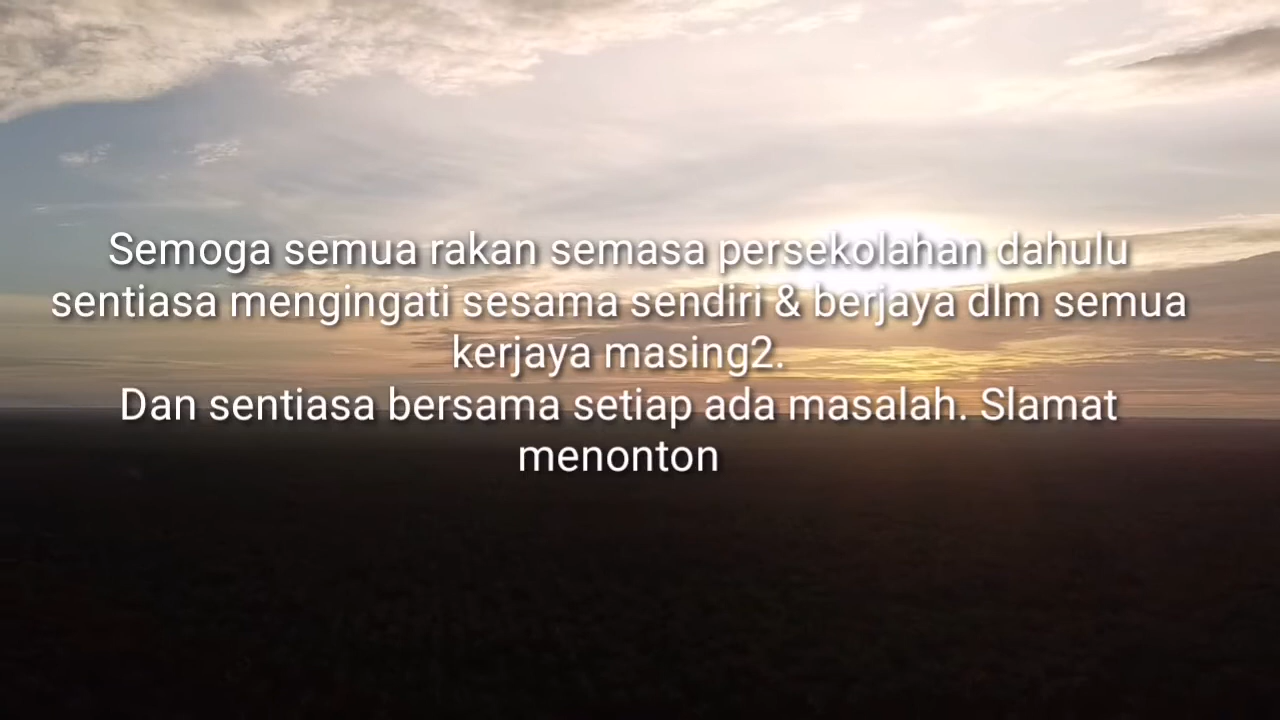 Semoga semua rakan semasa persekolahan dahulu
sentiasa mengingati sesama sendiri & berjaya dlm semua
kerjaya masing2.
Dan sentiasa bersama setiap ada masalah. Slamat
menonton